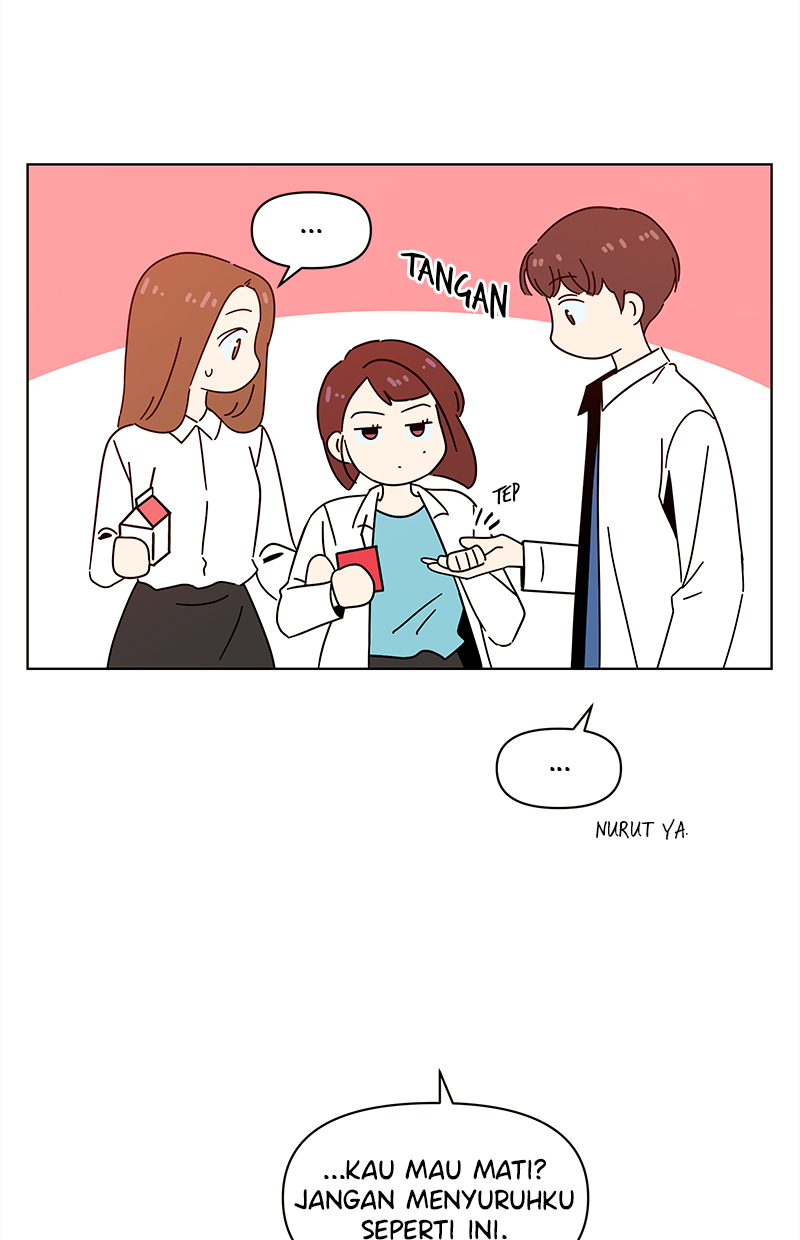 ...
TANGAN
TEP
...
NURUT YA.
...KAU MAU MATI?
JANGAN MENYURUHKU
SEPERTI INI.